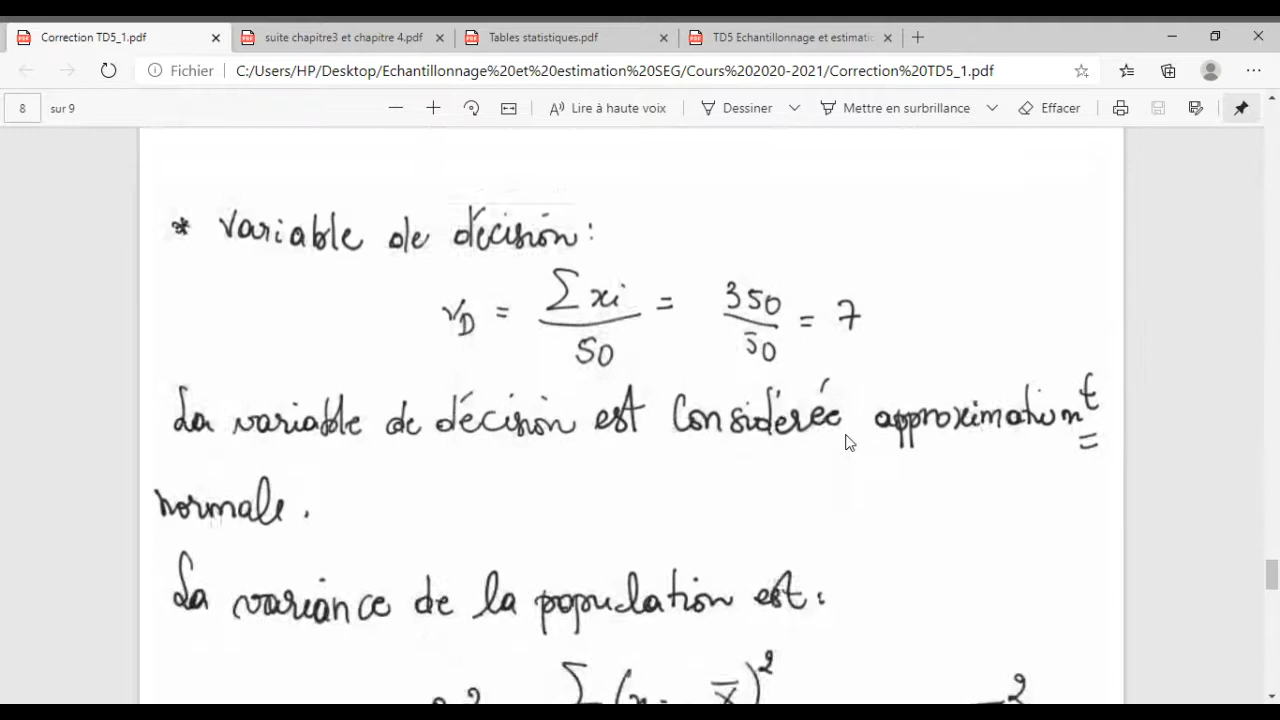 Correction TD5_1.pdf
suite chapitre3 et chapitre 4.pdf
Tables statistiques.pdf
TD5 Echantillonnage et estimatic
Fichier
C:/Users/HP/Desktop/Echantillonnage%20et%20estimation%20SEG/Cours%202020-2021/Correction%20TD5_1.pdf
8 sur 9
Lire à haute voix
Dessiner
Mettre en surbrillance
Effacer
* Variable de décision :
VD = Σ xi / 50 = 350 / 50 = 7
La variable de décision est Considérée approximationt
normale.
La variance de la population est :